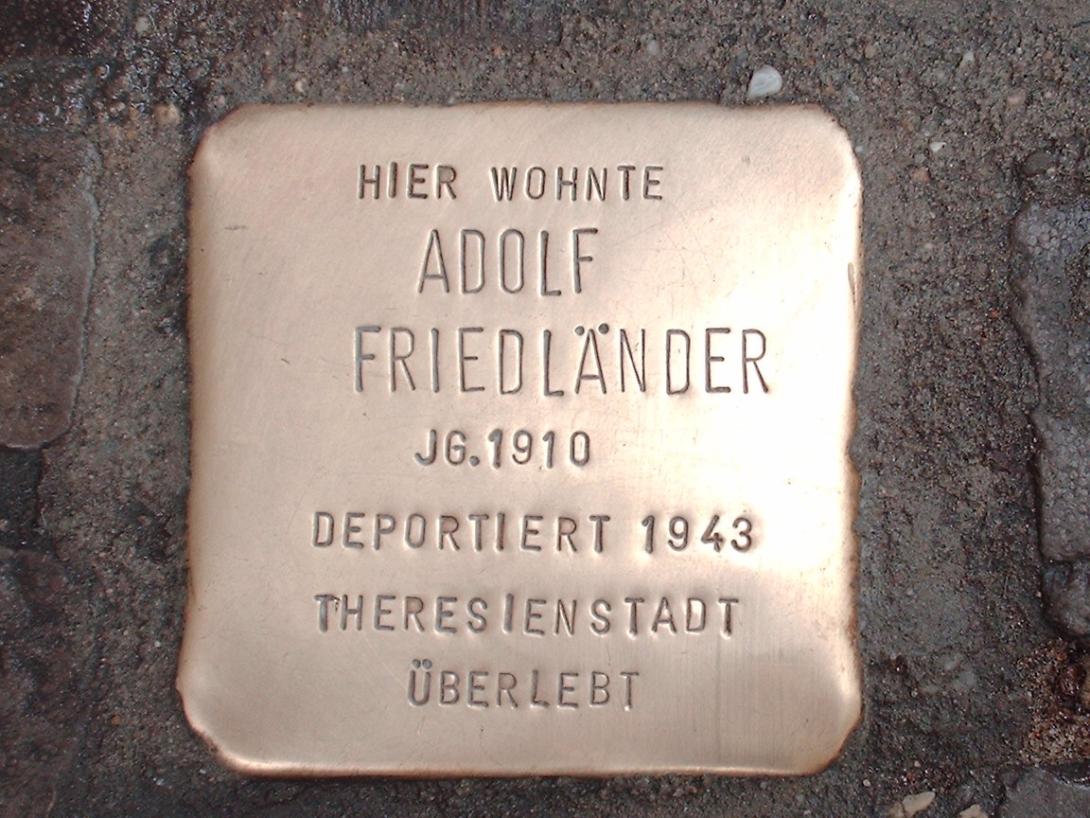 HIER WOHNTE
ADOLF
FRIEDLÄNDER
JG.1910
DEPORTIERT 1943
THERESIENSTADT
ÜBERLEBT